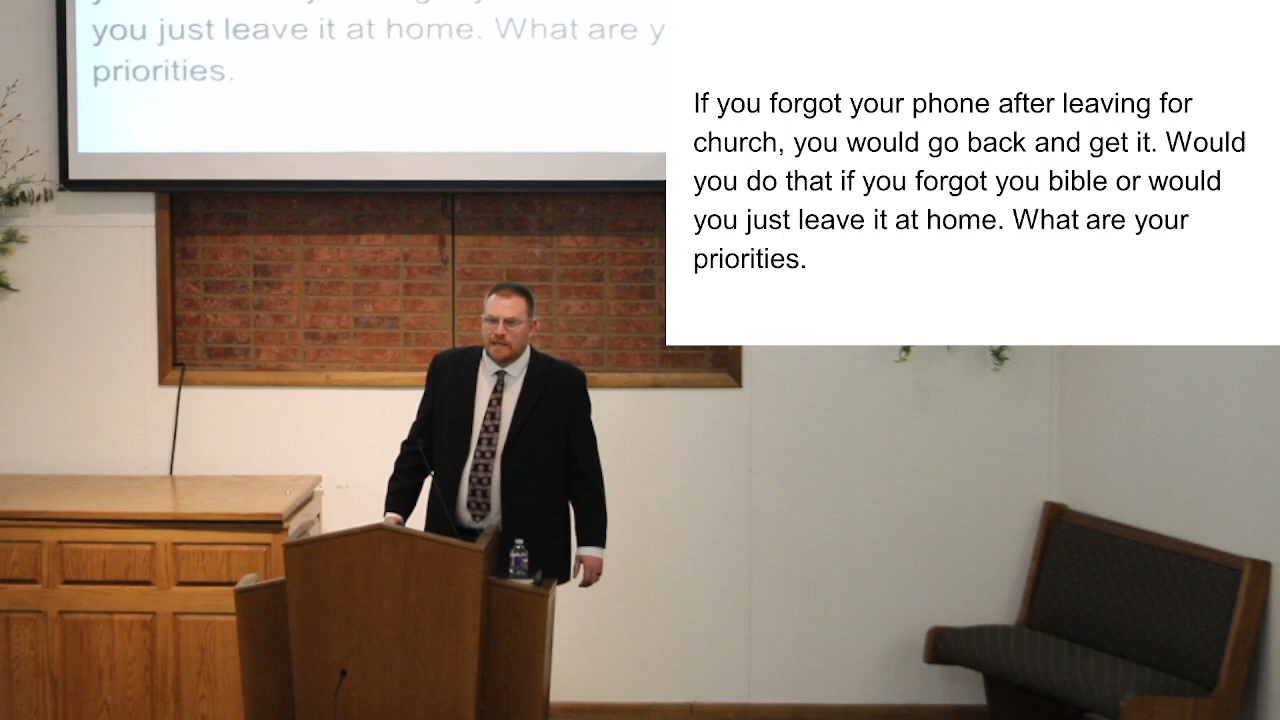 you just leave it at home. What are y
priorities.
If you forgot your phone after leaving for
church, you would go back and get it. Would
you do that if you forgot you bible or would
you just leave it at home. What are your
priorities.